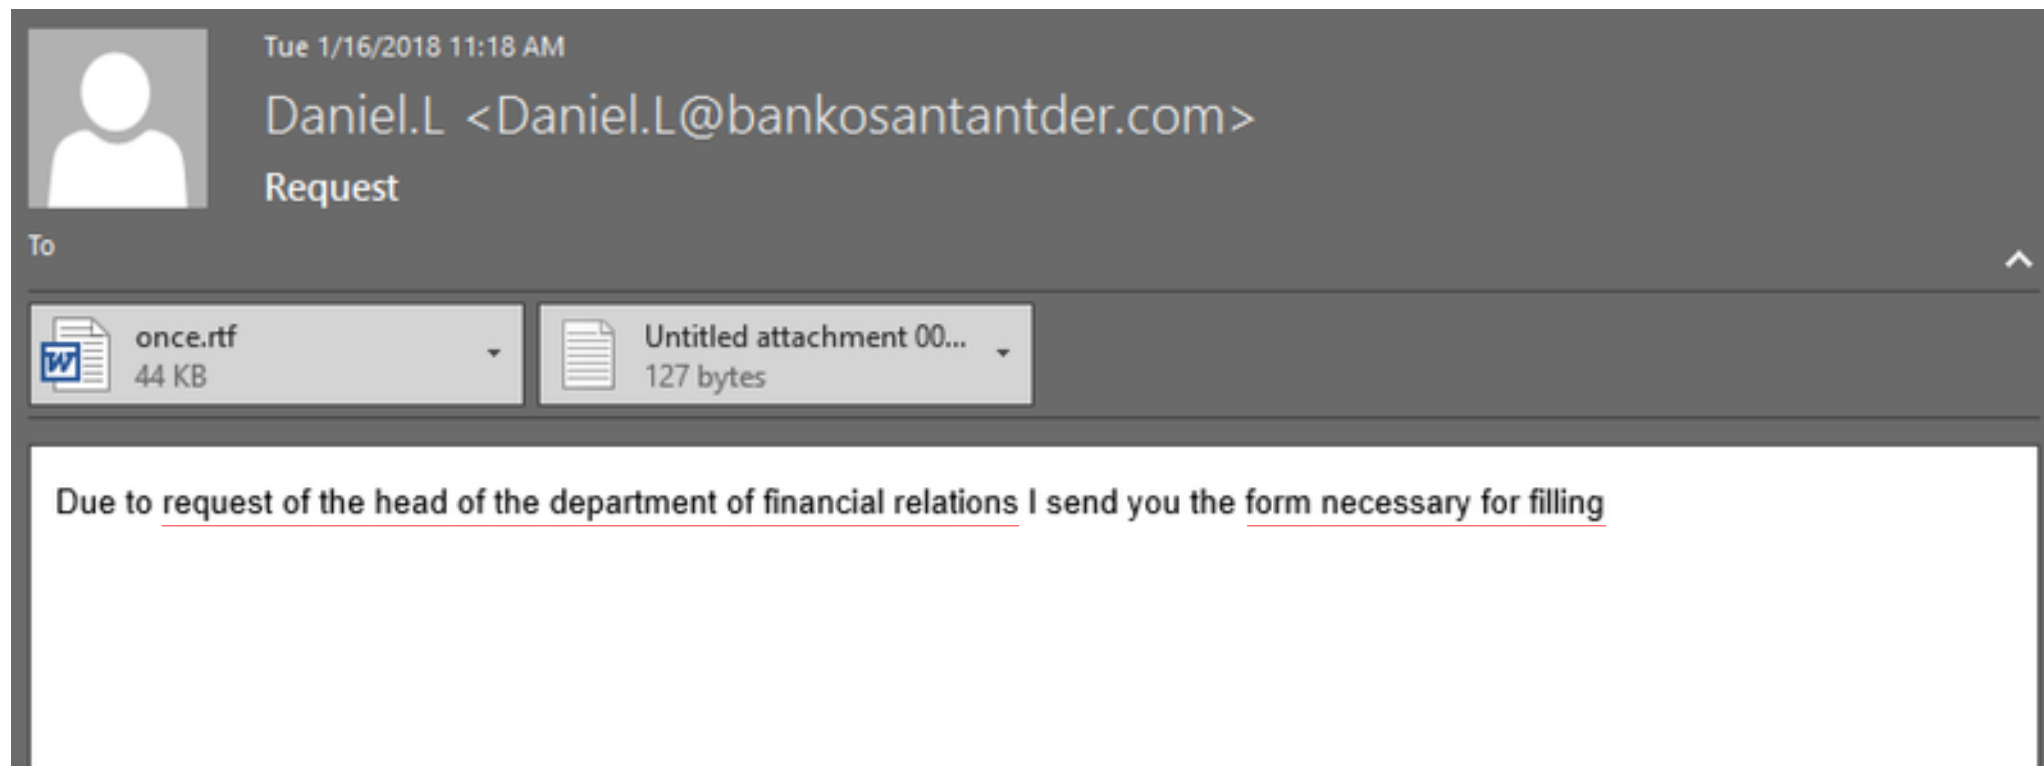 Tue 1/16/2018 11:18 AM
Daniel.L <Daniel.L@bankosantantder.com>
Request
To
once.rtf
44 KB
Untitled attachment 00...
127 bytes
Due to request of the head of the department of financial relations I send you the form necessary for filling